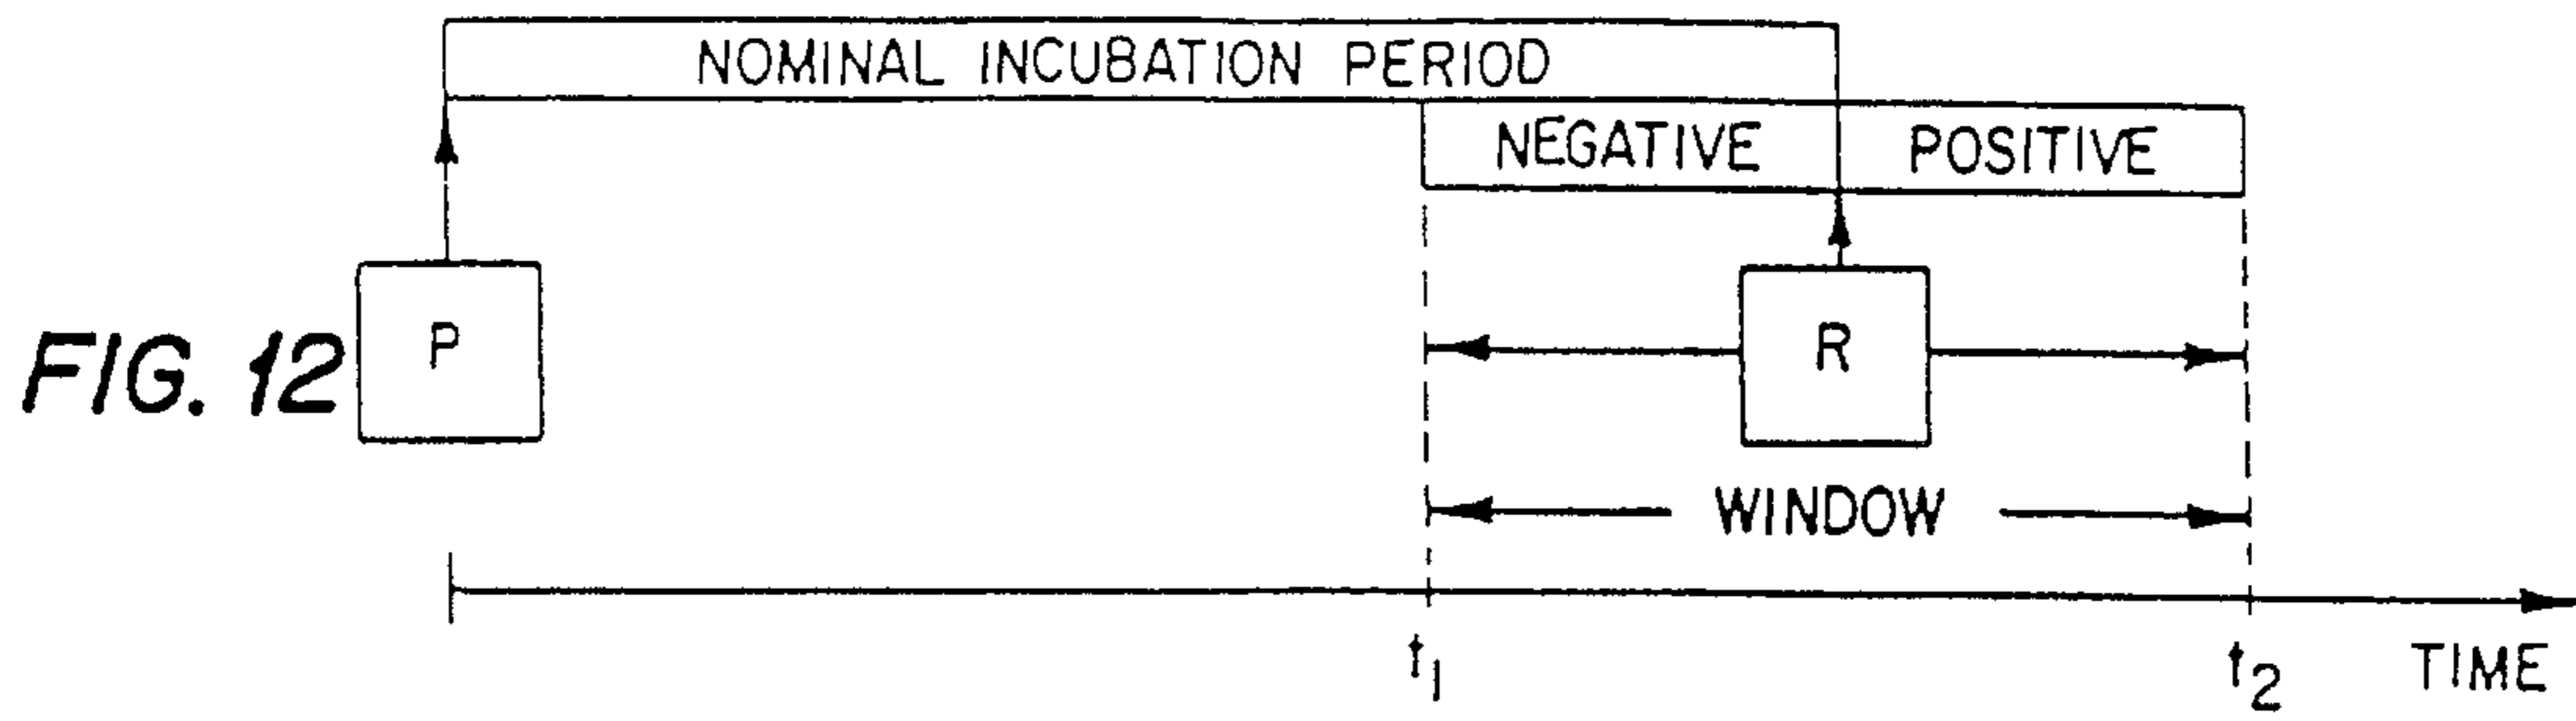 NOMINAL INCUBATION PERIOD
NEGATIVE POSITIVE
FIG. 12 P R
WINDOW
t1 t2 TIME